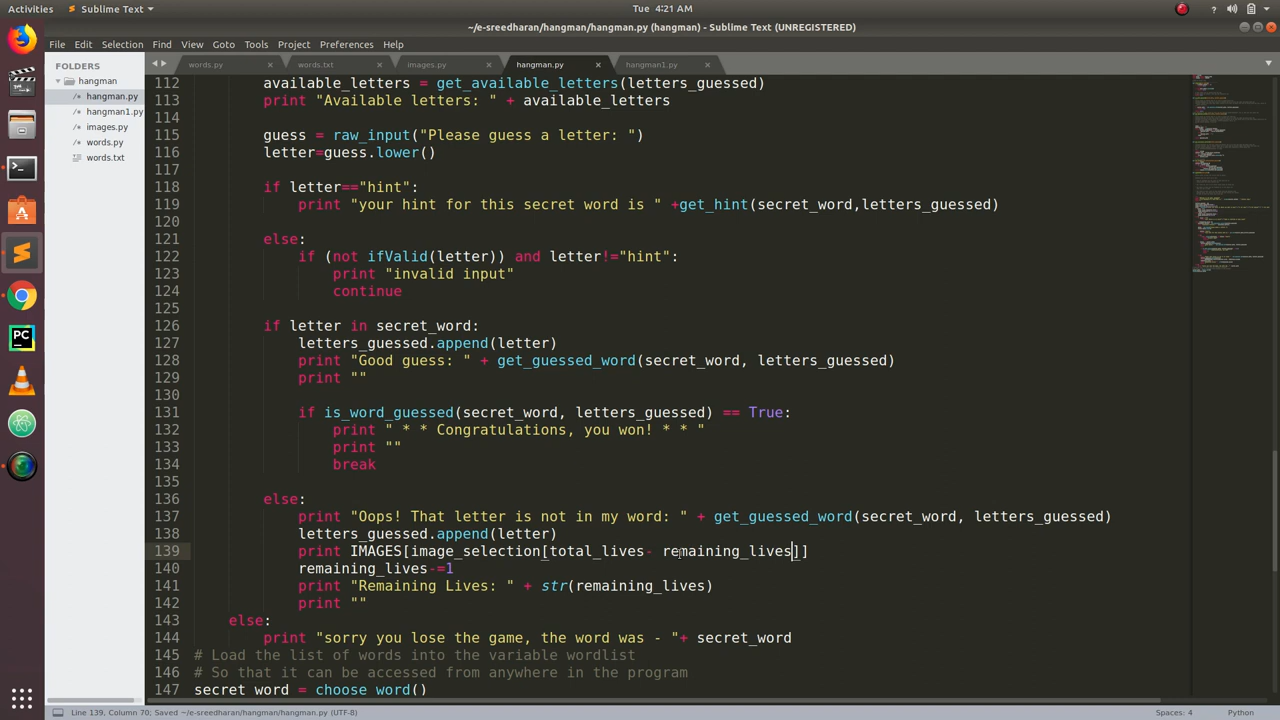 Activities
Sublime Text
Tue 4:21 AM
~/e-sreedharan/hangman/hangman.py (hangman) - Sublime Text (UNREGISTERED)
File Edit Selection Find View Goto Tools Project Preferences Help
FOLDERS
hangman
hangman.py
hangman1.py
images.py
words.py
words.txt
words.py
words.txt
images.py
hangman.py
hangman1.py
112 available_letters = get_available_letters(letters_guessed)
113 print "Available letters: " + available_letters
114
115 guess = raw_input("Please guess a letter: ")
116 letter=guess.lower()
117
118 if letter=="hint":
119 print "your hint for the secret word is " +get_hint(secret_word,letters_guessed)
120
121 else:
122 if (not ifValid(letter)) and letter!="hint":
123 print "invalid input"
124 continue
125
126 if letter in secret_word:
127 letters_guessed.append(letter)
128 print "Good guess: " + get_guessed_word(secret_word, letters_guessed)
129 print ""
130
131 if is_word_guessed(secret_word, letters_guessed) == True:
132 print " * * Congratulations, you won! * * "
133 print ""
134 break
135
136 else:
137 print "Oops! That letter is not in my word: " + get_guessed_word(secret_word, letters_guessed)
138 letters_guessed.append(letter)
139 print IMAGES[image_selection[total_lives- remaining_lives]]
140 remaining_lives-=1
141 print "Remaining Lives: " + str(remaining_lives)
142 print ""
143 else:
144 print "sorry you lose the game, the word was - "+ secret_word
145 # Load the list of words into the variable wordlist
146 # So that it can be accessed from anywhere in the program
147 secret_word = choose_word()
Line 139, Column 70; Saved ~/e-sreedharan/hangman/hangman.py (UTF-8)
Spaces: 4
Python